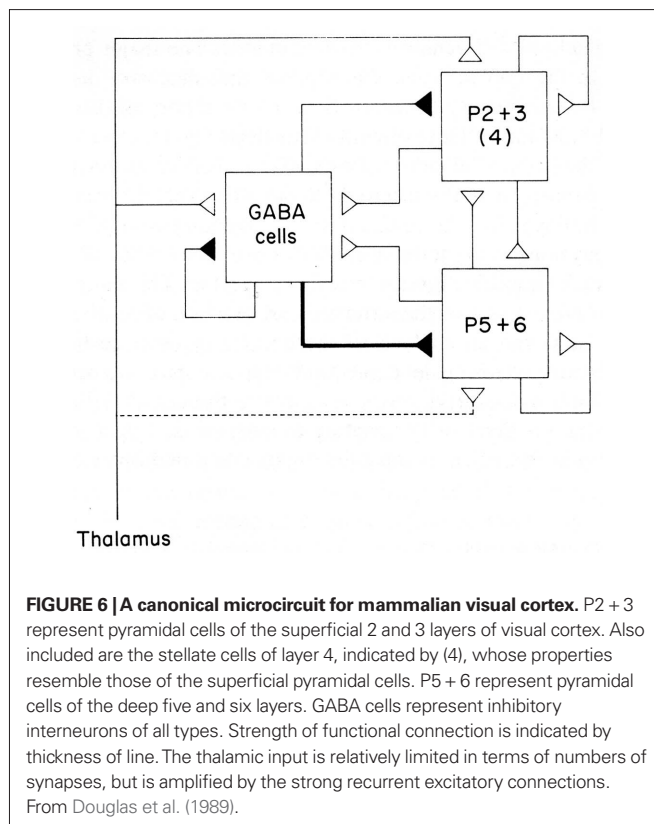 P2+3
(4)
GABA
cells
P5+6
Thalamus
FIGURE 6 | A canonical microcircuit for mammalian visual cortex. P2 + 3
represent pyramidal cells of the superficial 2 and 3 layers of visual cortex. Also
included are the stellate cells of layer 4, indicated by (4), whose properties
resemble those of the superficial pyramidal cells. P5 + 6 represent pyramidal
cells of the deep five and six layers. GABA cells represent inhibitory
interneurons of all types. Strength of functional connection is indicated by
thickness of line. The thalamic input is relatively limited in terms of numbers of
synapses, but is amplified by the strong recurrent excitatory connections.
From Douglas et al. (1989).